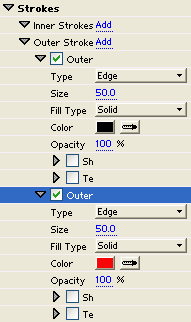 Strokes
Inner Strokes Add
Outer Stroke Add
Outer
Type Edge
Size 50.0
Fill Type Solid
Color
Opacity 100 %
Sh
Te
Outer
Type Edge
Size 50.0
Fill Type Solid
Color
Opacity 100 %
Sh
Te